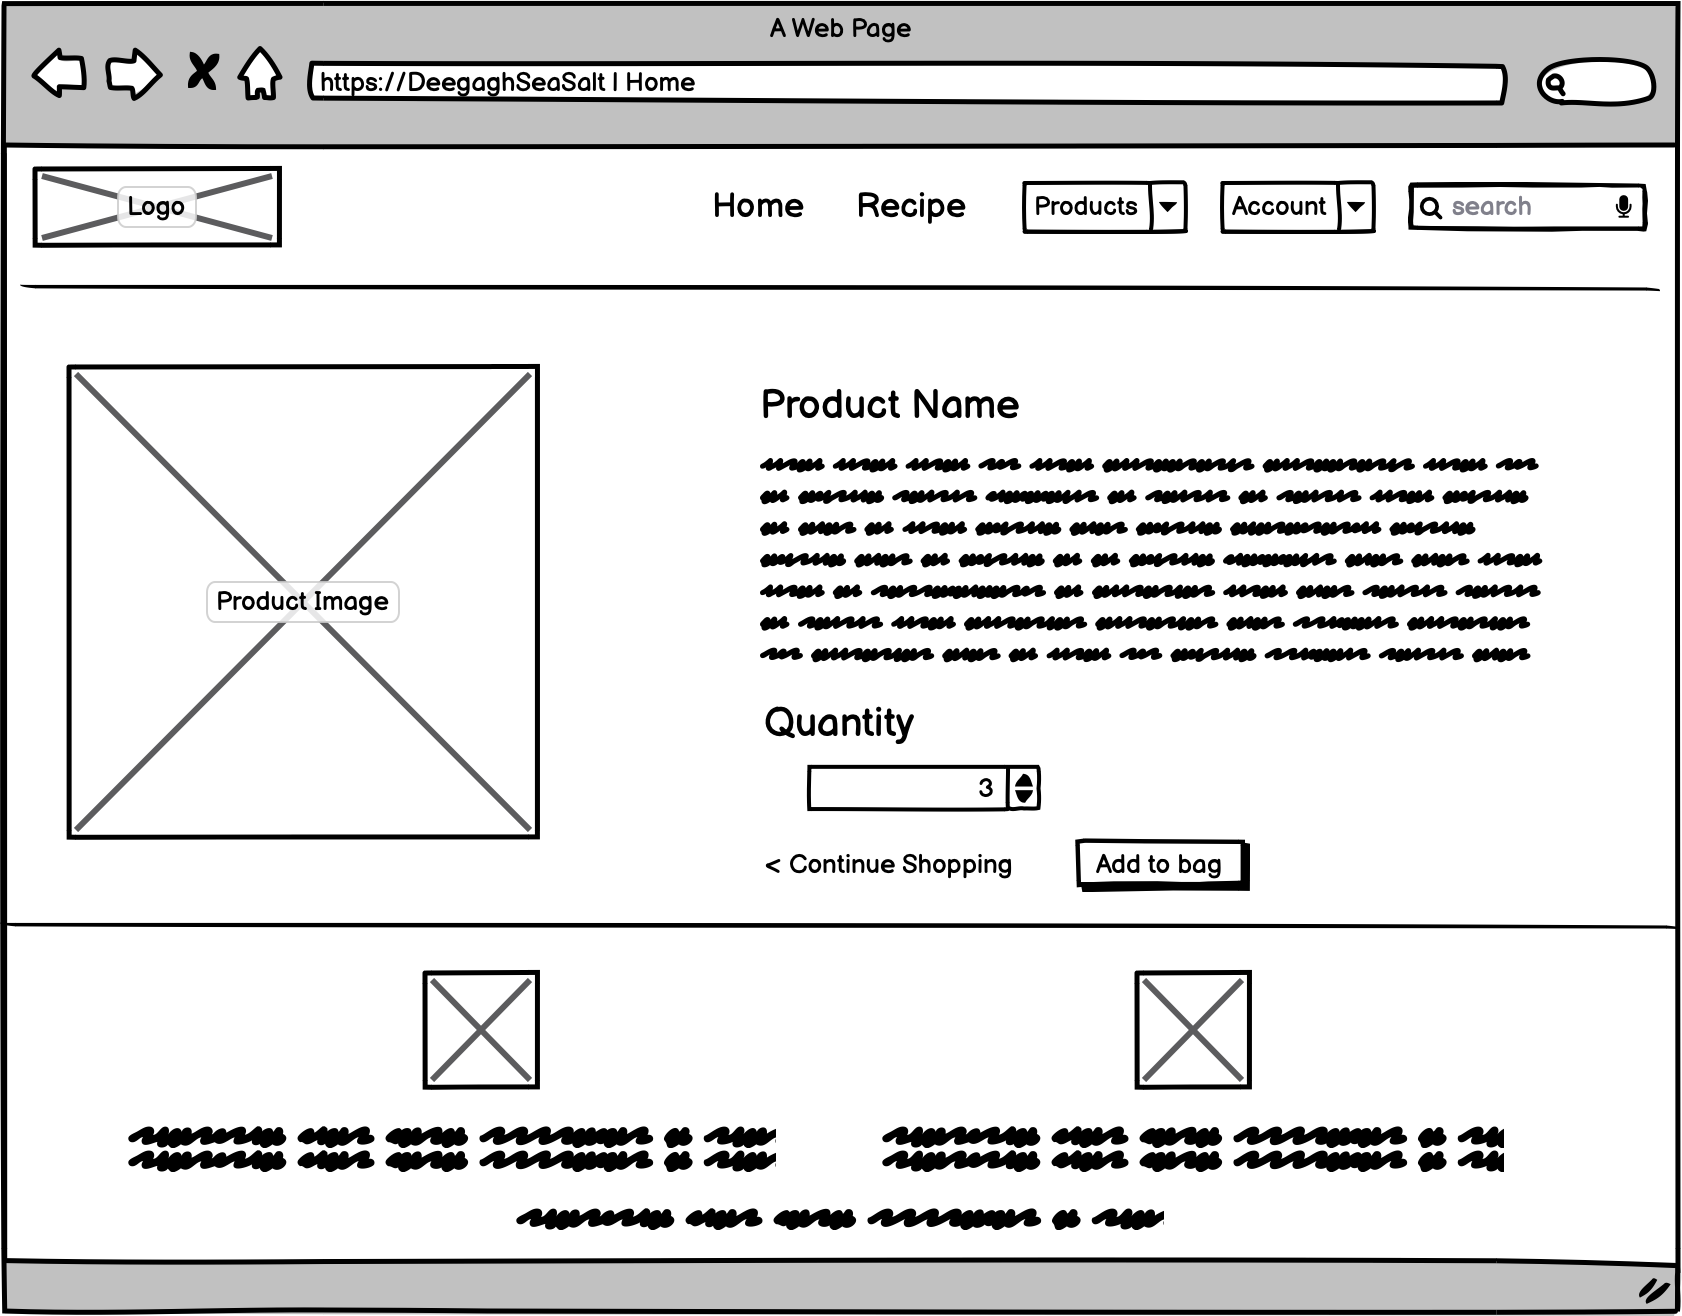 A Web Page
https://DeegaghSeaSalt | Home
Logo
Home Recipe Products Account search
Product Name
Product Image
Quantity
3
< Continue Shopping Add to bag